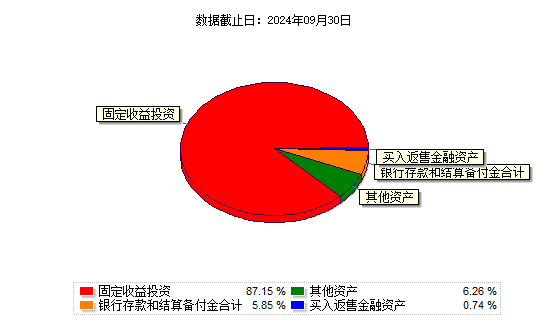 数据截止日：2024年09月30日
固定收益投资
买入返售金融资产
银行存款和结算备付金合计
其他资产
固定收益投资 87.15 % 其他资产 6.26 %
银行存款和结算备付金合计 5.85 % 买入返售金融资产 0.74 %